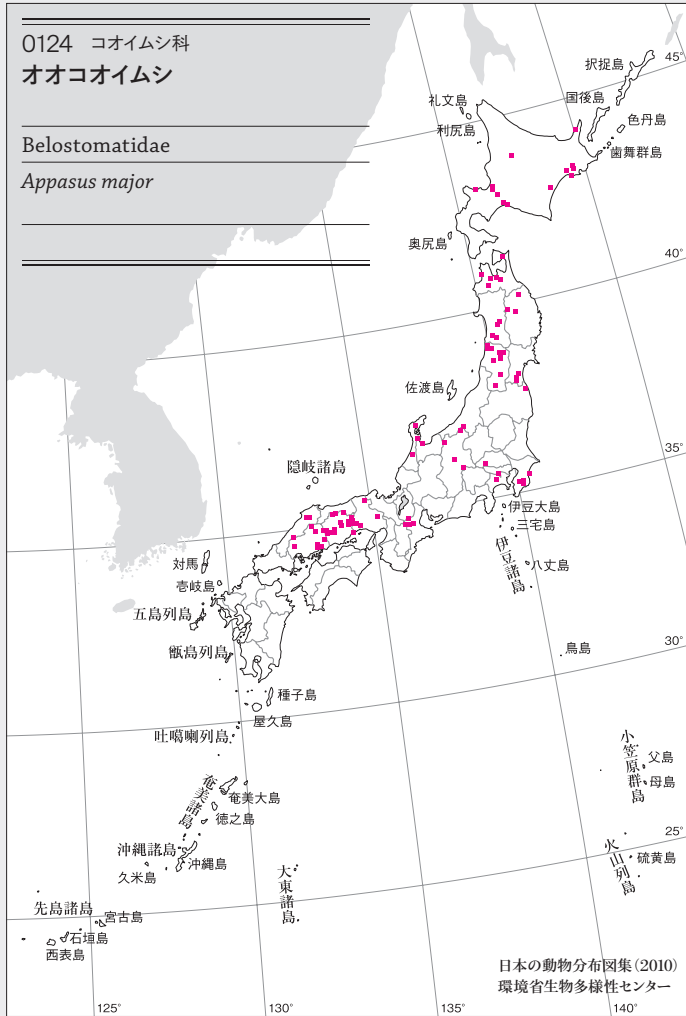 0124 コオイムシ科
オオコオイムシ
Belostomatidae
Appasus major
45°
択捉島
国後島
礼文島
色丹島
利尻島
歯舞群島
奥尻島
40°
佐渡島
35°
隠岐諸島
伊豆大島
三宅島
伊豆諸島
八丈島
対馬
壱岐島
五島列島
甑島列島
鳥島
30°
種子島
屋久島
吐噶喇列島
小笠原群島
父島
母島
奄美諸島
奄美大島
徳之島
25°
沖縄諸島
沖縄島
久米島
火山列島
硫黄島
大東諸島
先島諸島
宮古島
石垣島
西表島
日本の動物分布図集(2010)
環境省生物多様性センター
125°
130°
135°
140°